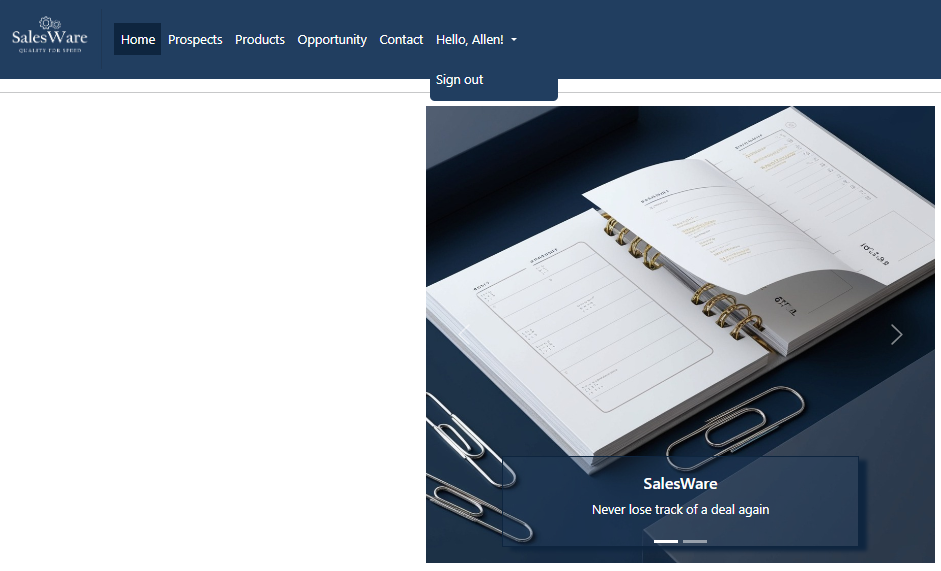 SalesWare
QUALITY FOR SPEED
Home
Prospects
Products
Opportunity
Contact
Hello, Allen!
Sign out
SalesWare
Never lose track of a deal again